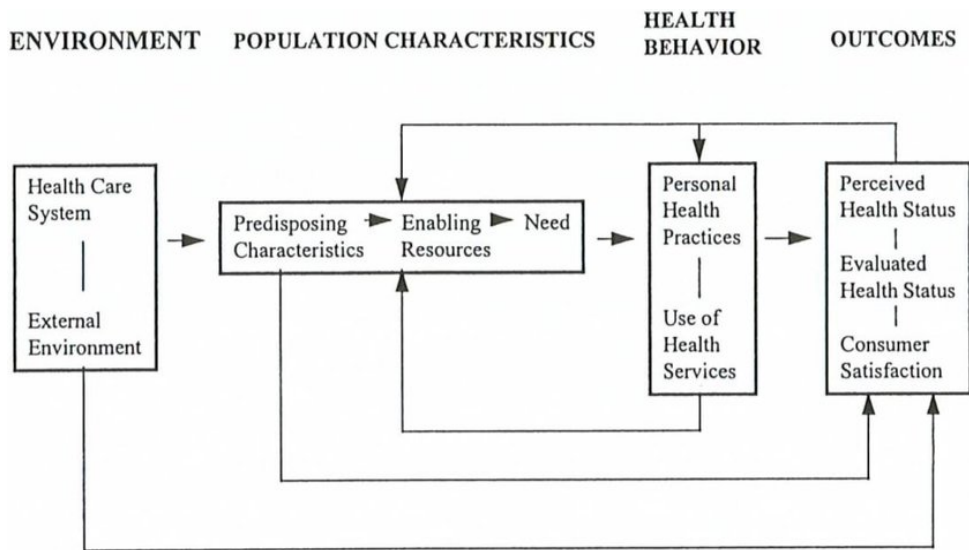 ENVIRONMENT
POPULATION CHARACTERISTICS
HEALTH
BEHAVIOR
OUTCOMES
Health Care
System
External
Environment
Predisposing
Characteristics
Enabling
Resources
Need
Personal
Health
Practices
Use of
Health
Services
Perceived
Health Status
Evaluated
Health Status
Consumer
Satisfaction